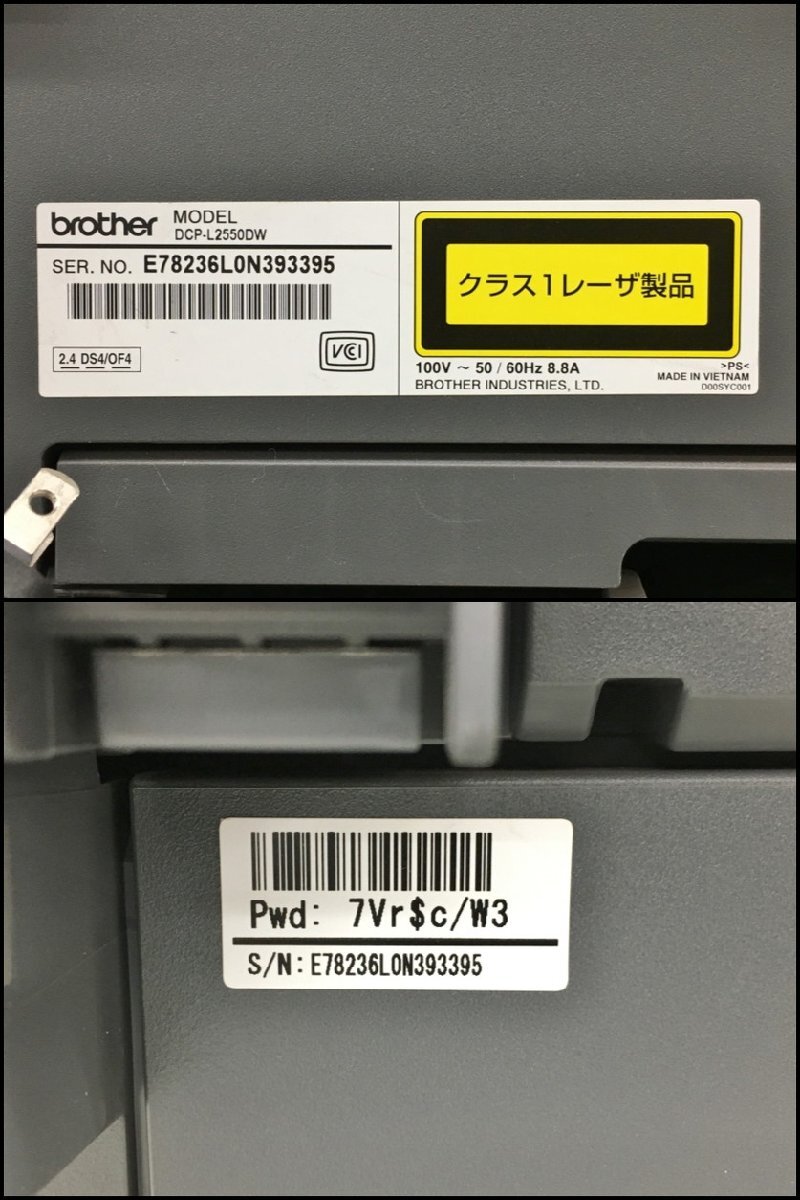 brother MODEL
DCP-L2550DW
SER. NO. E78236L0N393395
2.4 DS4/OF4
VCCI
クラス1レーザ製品
100V ～ 50 / 60Hz 8.8A
BROTHER INDUSTRIES, LTD.
>PS<
MADE IN VIETNAM
D00SYC001
Pwd: 7Vr$c/W3
S/N: E78236L0N393395